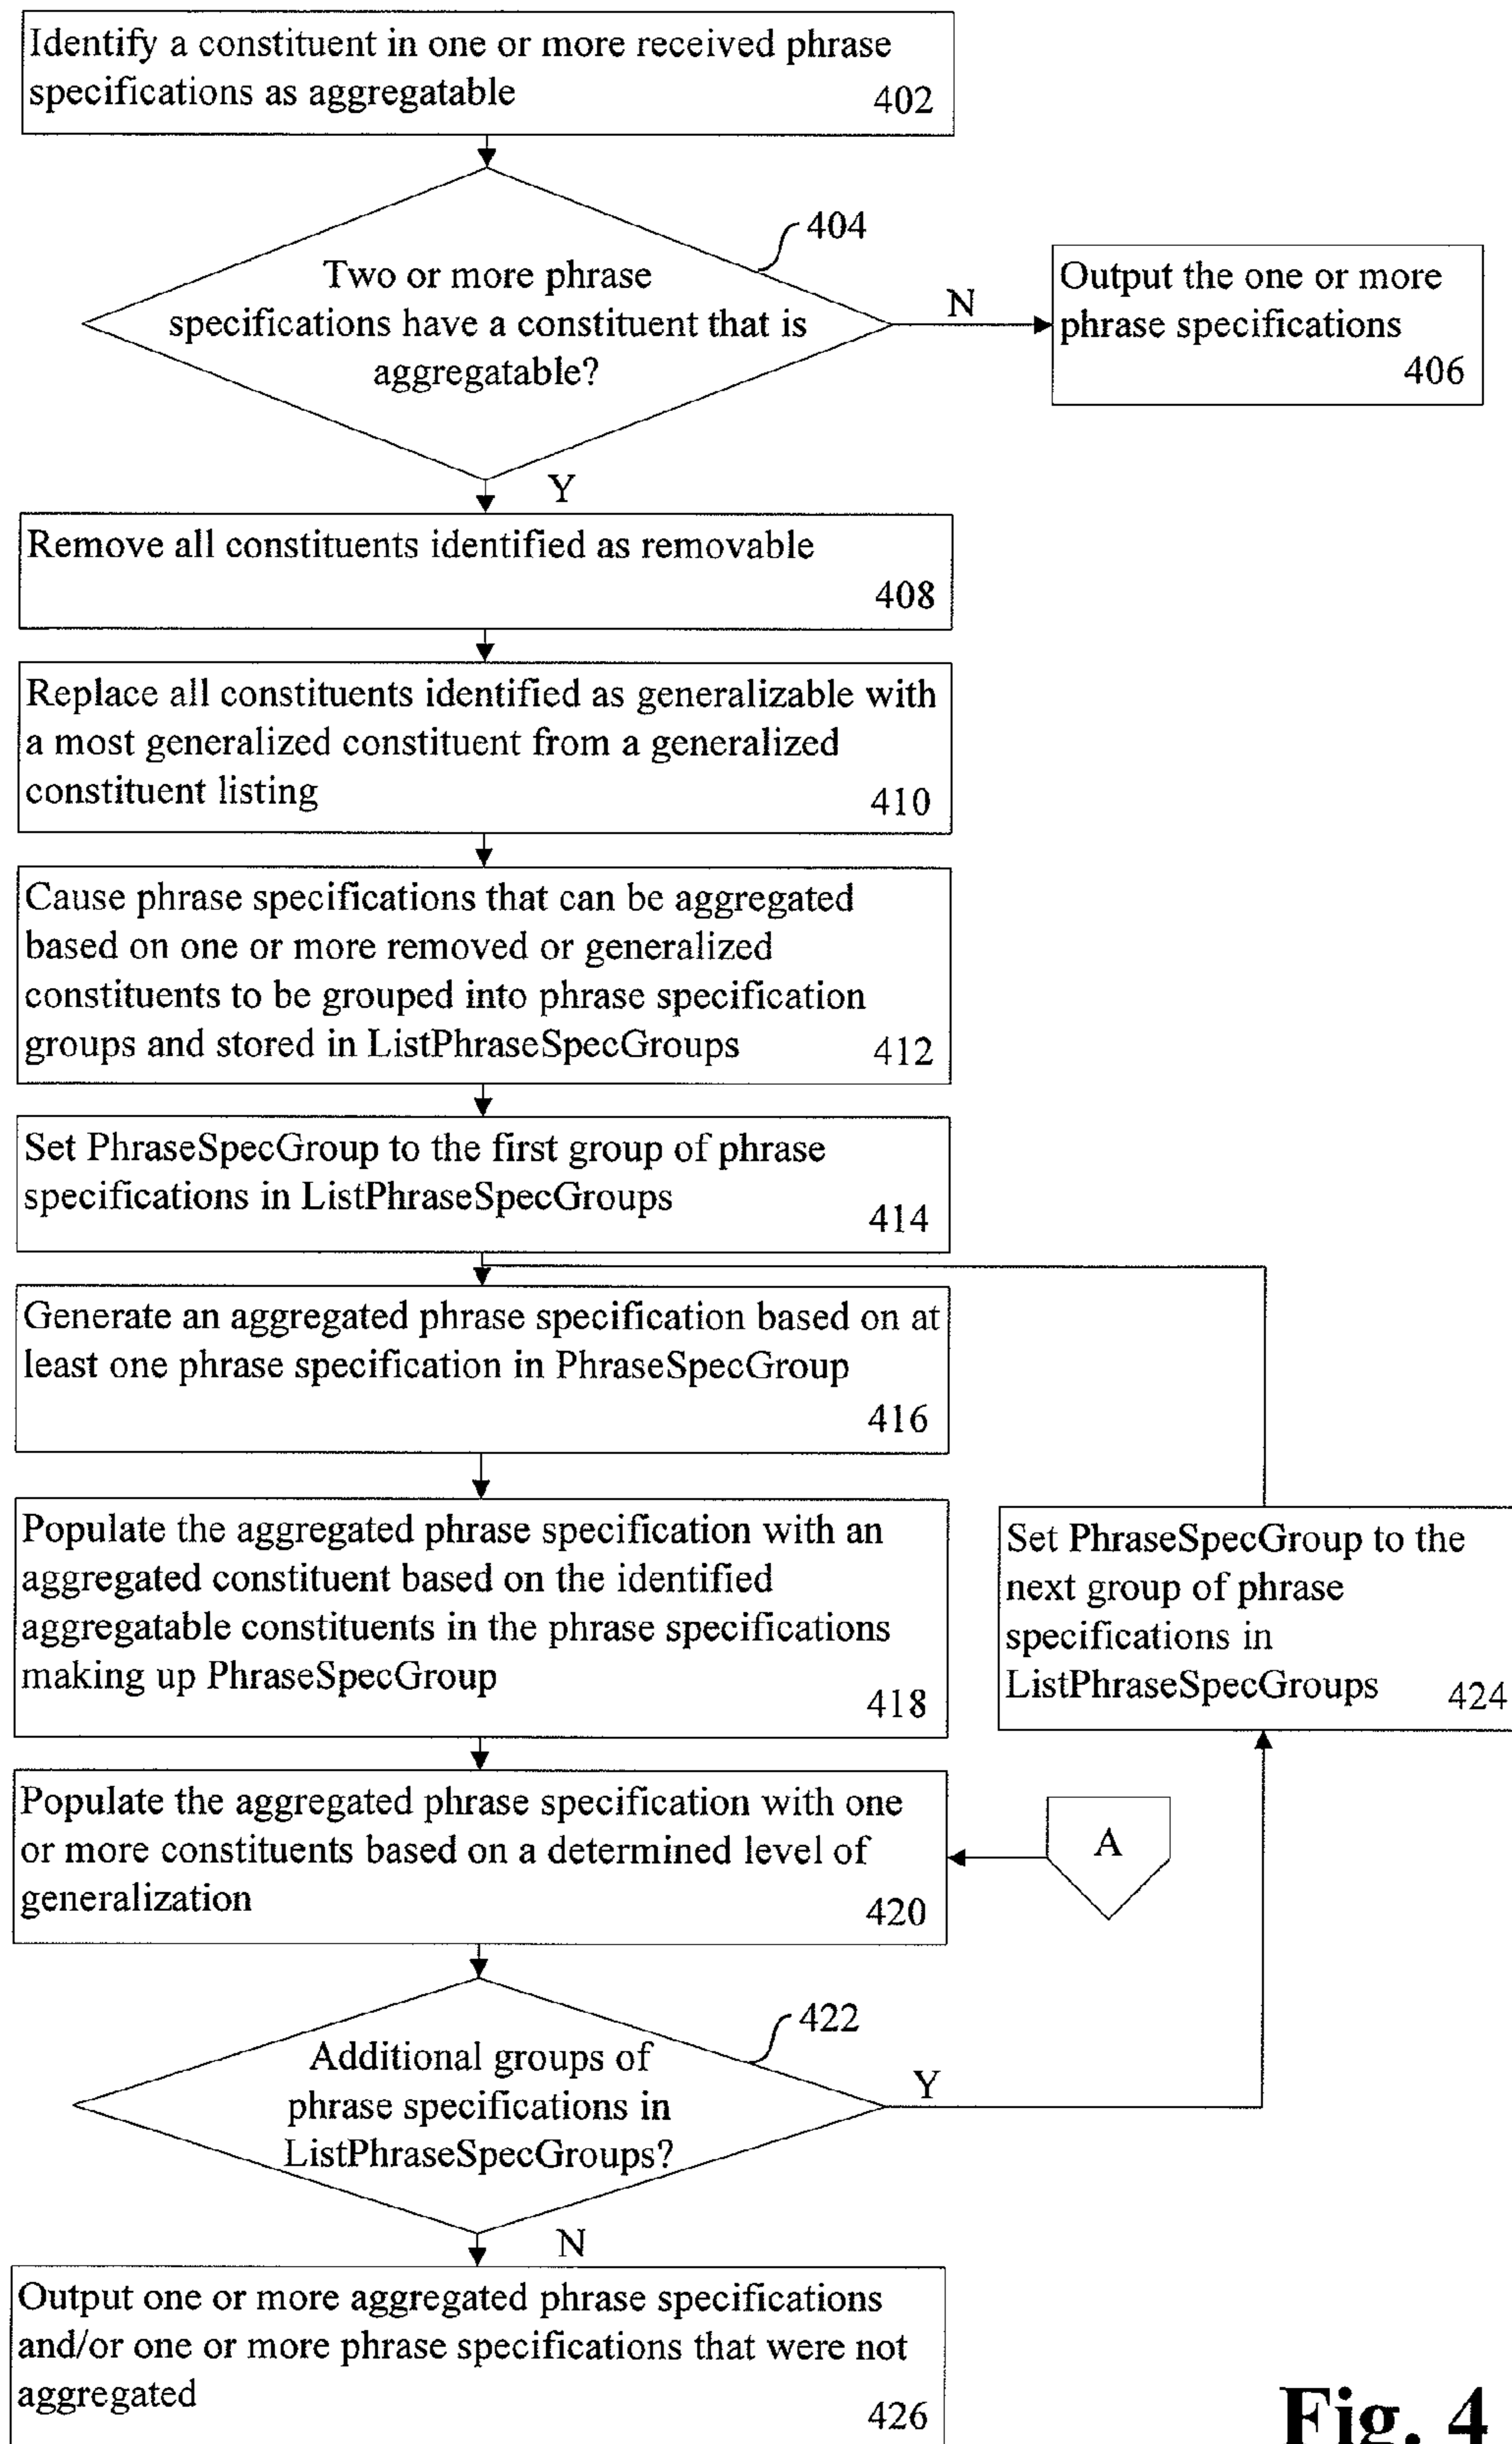 Identify a constituent in one or more received phrase
specifications as aggregatable
402
404
Two or more phrase
specifications have a constituent that is
aggregatable?
N
Output the one or more
phrase specifications
406
Y
Remove all constituents identified as removable
408
Replace all constituents identified as generalizable with
a most generalized constituent from a generalized
constituent listing
410
Cause phrase specifications that can be aggregated
based on one or more removed or generalized
constituents to be grouped into phrase specification
groups and stored in ListPhraseSpecGroups
412
Set PhraseSpecGroup to the first group of phrase
specifications in ListPhraseSpecGroups
414
Generate an aggregated phrase specification based on at
least one phrase specification in PhraseSpecGroup
416
Populate the aggregated phrase specification with an
aggregated constituent based on the identified
aggregatable constituents in the phrase specifications
making up PhraseSpecGroup
418
Set PhraseSpecGroup to the
next group of phrase
specifications in
ListPhraseSpecGroups
424
Populate the aggregated phrase specification with one
or more constituents based on a determined level of
generalization
420
A
422
Additional groups of
phrase specifications in
ListPhraseSpecGroups?
Y
N
Output one or more aggregated phrase specifications
and/or one or more phrase specifications that were not
aggregated
426
Fig. 4